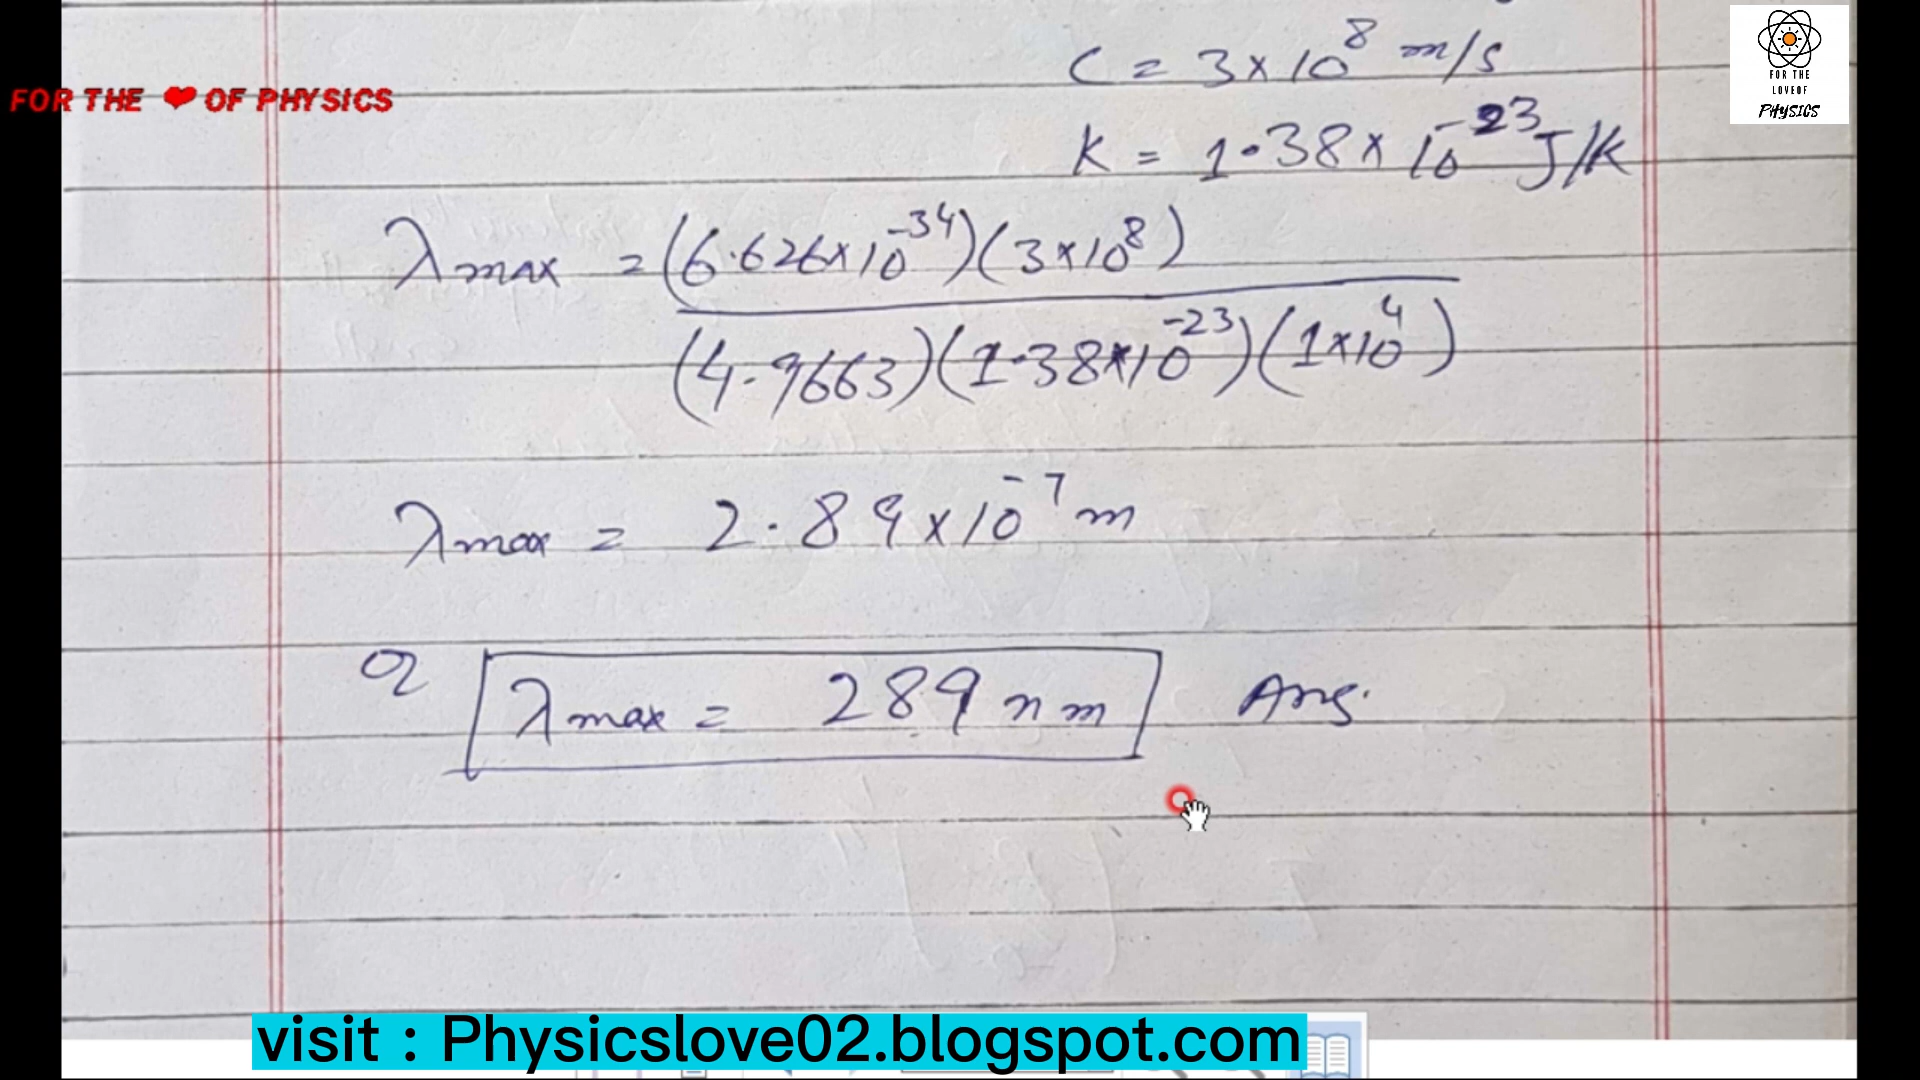 C = 3×10⁸ m/s
FOR THE ❤ OF PHYSICS
FOR THE
LOVE OF
PHYSICS
K = 1.38×10⁻²³ J/K
λmax = (6.626×10⁻³⁴)(3×10⁸)
(4.9663)(1.38×10⁻²³)(1×10⁴)
λmax = 2.89×10⁻⁷ m
or λmax = 289 nm Ans.
visit : Physicslove02.blogspot.com